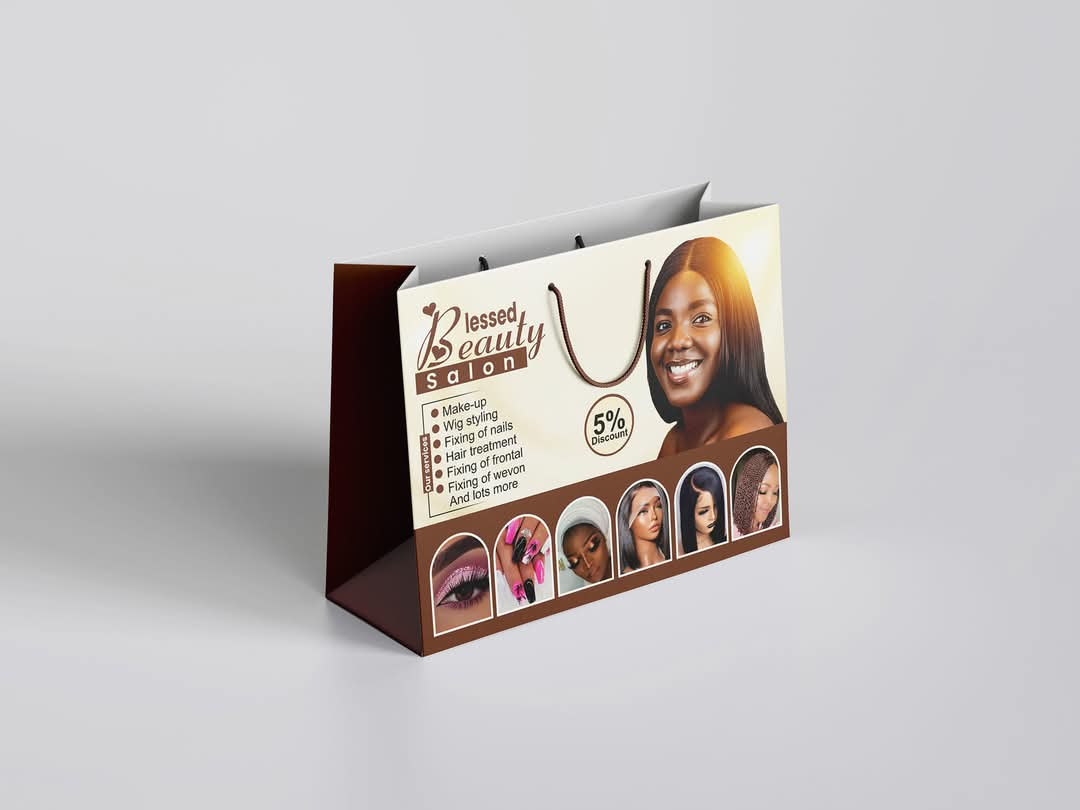 Blessed
Beauty
Salon
Our services
Make-up
Wig styling
Fixing of nails
Hair treatment
Fixing of frontal
Fixing of wevon
And lots more
5%
Discount